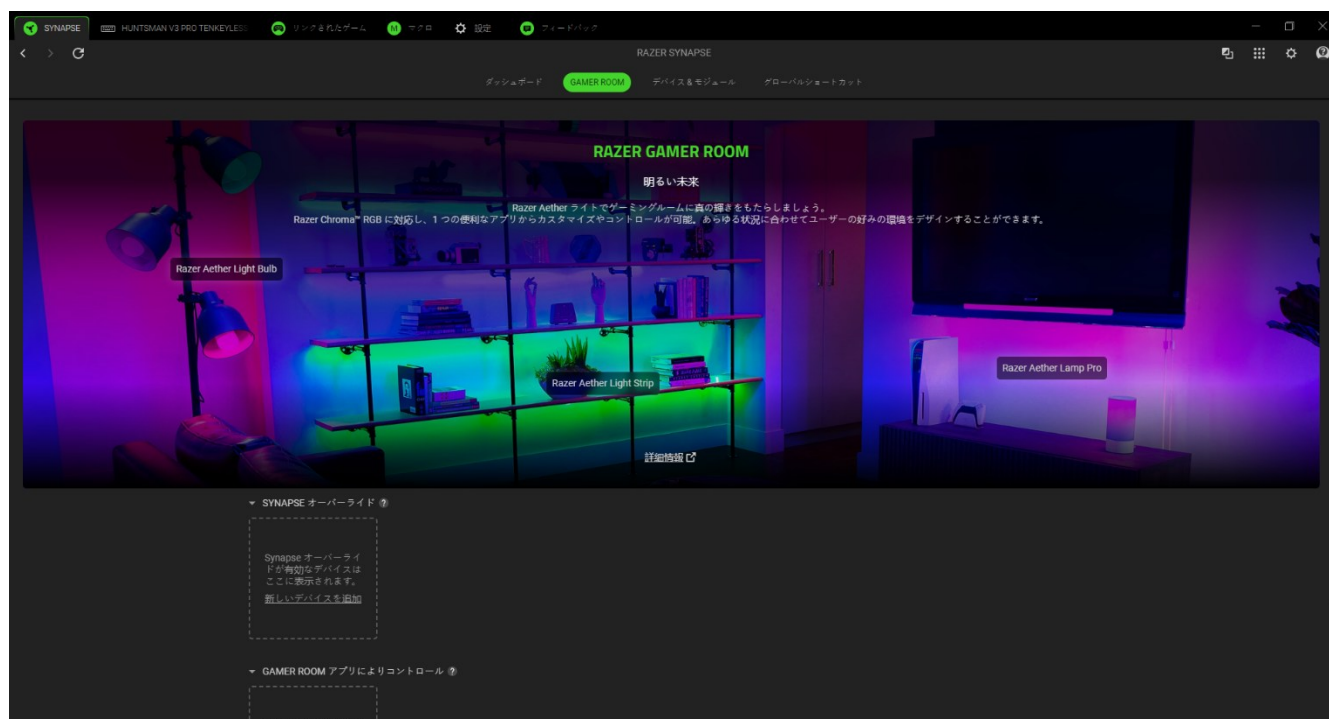 SYNAPSE
HUNTSMAN V3 PRO TENKEYLESS
リンクされたゲーム
マクロ
設定
フィードバック
RAZER SYNAPSE
ダッシュボード
GAMER ROOM
デバイス & モジュール
グローバルショートカット
RAZER GAMER ROOM
明るい未来
Razer Aether ライトでゲーミングルームに真の輝きをもたらしましょう。
Razer Chroma™ RGB に対応し、1 つの便利なアプリからカスタマイズやコントロールが可能。あらゆる状況に合わせてユーザーの好みの環境をデザインすることができます。
Razer Aether Light Bulb
Razer Aether Lamp Pro
Razer Aether Light Strip
詳細情報
SYNAPSE オーバーライド
Synapse オーバーライ
ドが有効なデバイスは
ここに表示されます。
新しいデバイスを追加
GAMER ROOM アプリによりコントロール